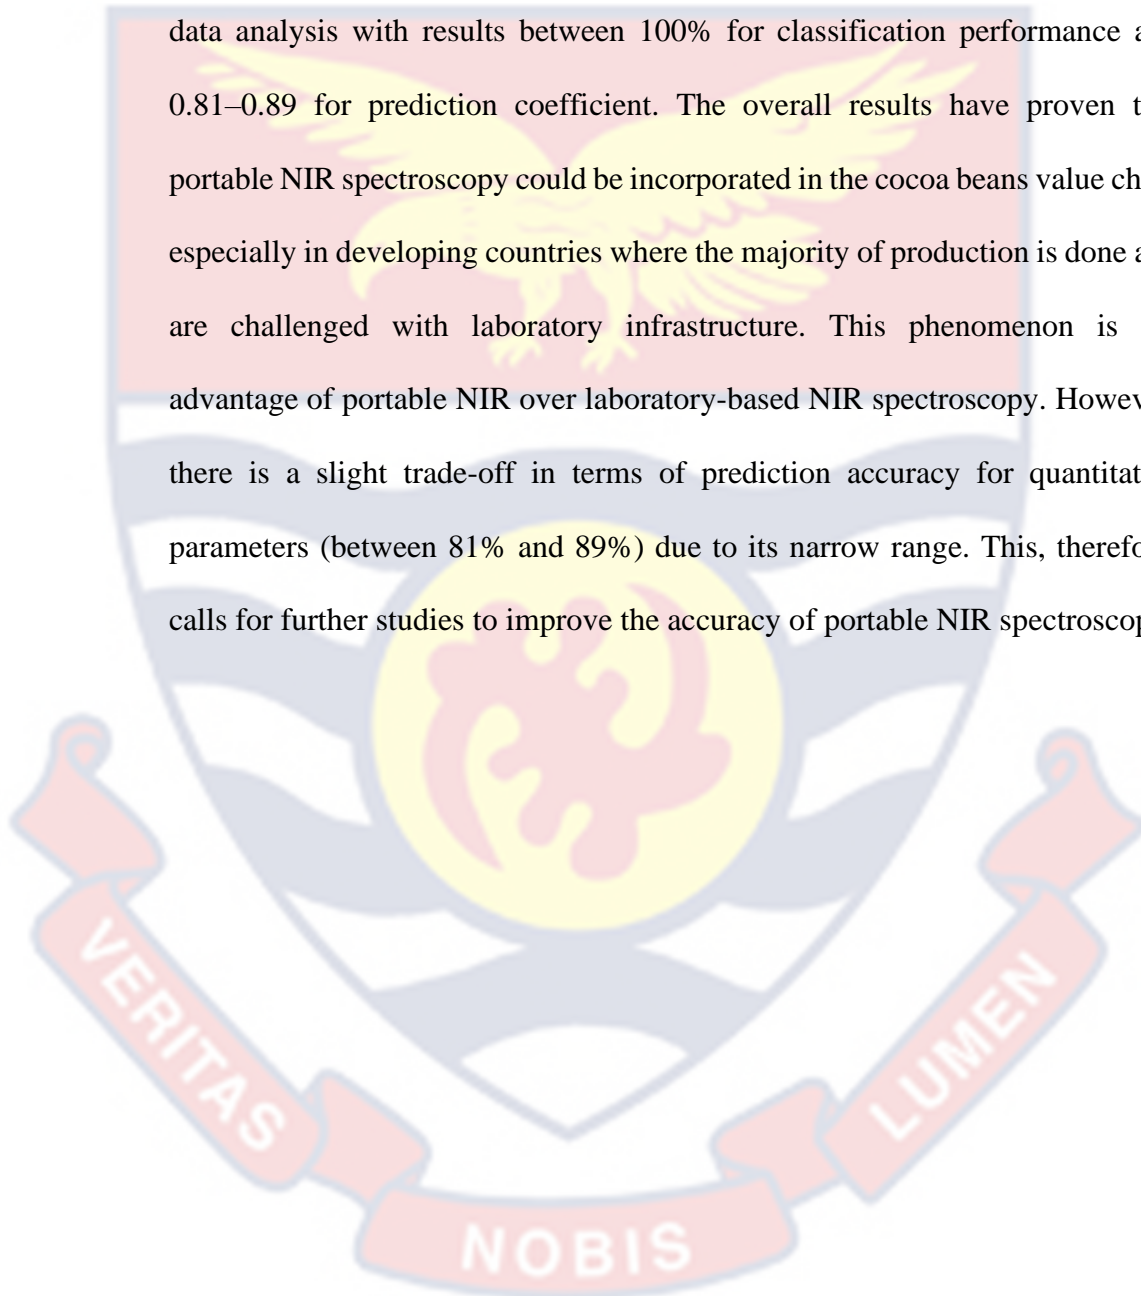 data analysis with results between 100% for classification performance a
0.81–0.89 for prediction coefficient. The overall results have proven t
portable NIR spectroscopy could be incorporated in the cocoa beans value ch
especially in developing countries where the majority of production is done a
are challenged with laboratory infrastructure. This phenomenon is
advantage of portable NIR over laboratory-based NIR spectroscopy. Howev
there is a slight trade-off in terms of prediction accuracy for quantitat
parameters (between 81% and 89%) due to its narrow range. This, therefo
calls for further studies to improve the accuracy of portable NIR spectroscop
VERITAS
NOBIS
LUMEN